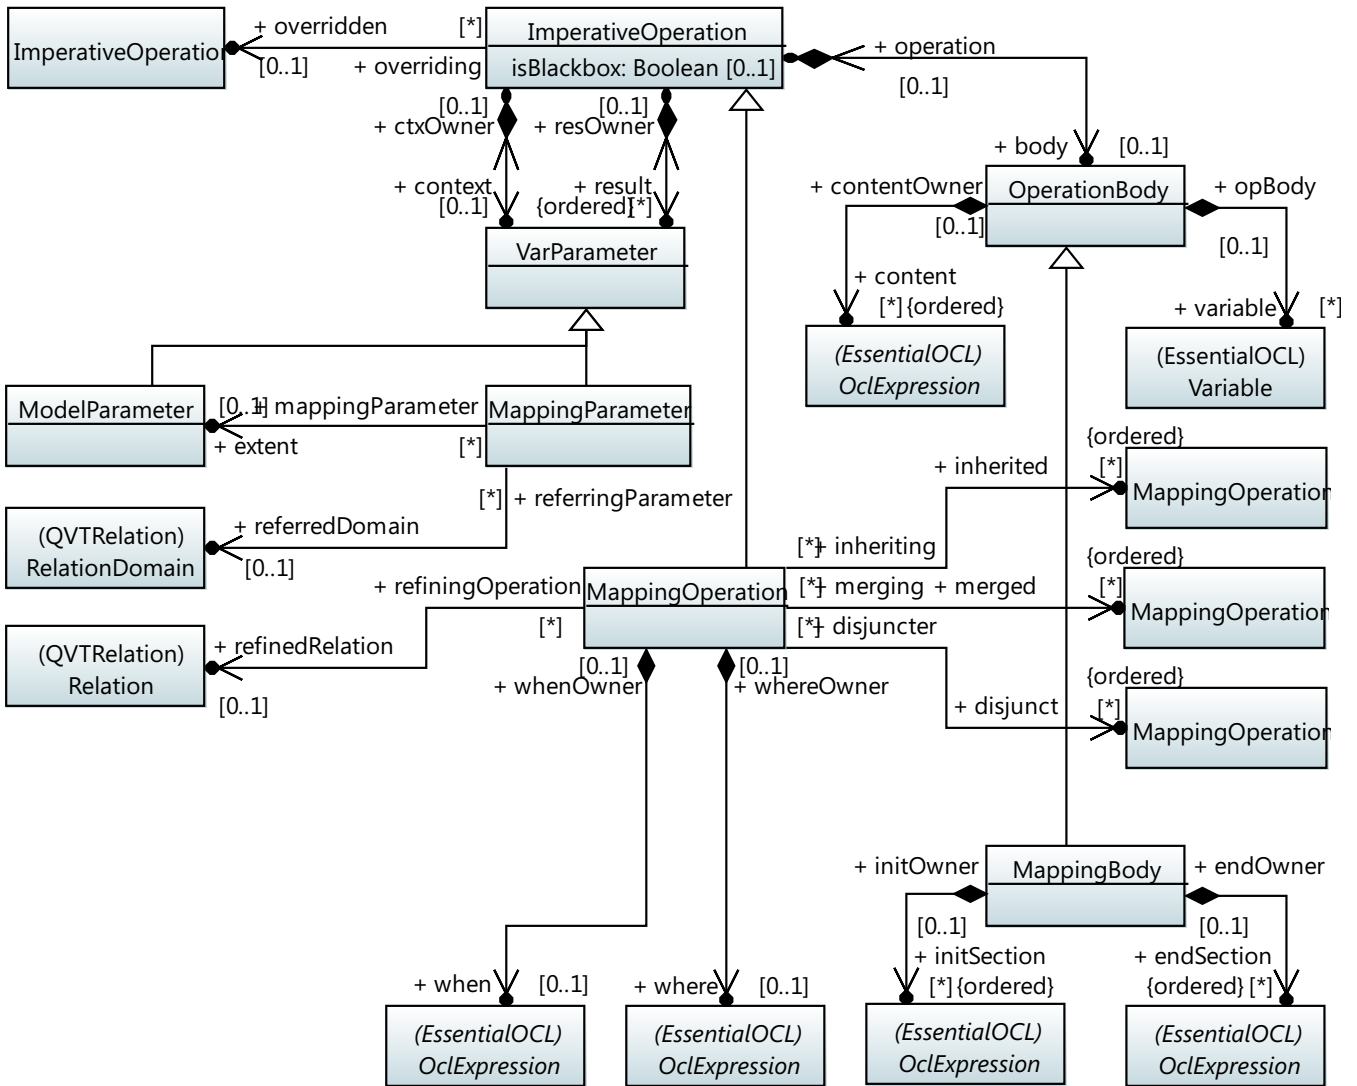 + overridden
[*]
ImperativeOperation
ImperativeOperation
[0..1]
+ overriding
isBlackbox: Boolean [0..1]
+ operation
[0..1]
[0..1]
+ ctxOwner
[0..1]
+ resOwner
+ body
[0..1]
+ context
[0..1]
+ result
{ordered}
[*]
VarParameter
+ contentOwner
[0..1]
OperationBody
+ opBody
[0..1]
+ content
[*]
{ordered}
+ variable
[*]
(EssentialOCL)
OclExpression
(EssentialOCL)
Variable
ModelParameter
[0..1]
+ mappingParameter
+ extent
[*]
MappingParameter
{ordered}
+ inherited
[*]
MappingOperation
[*]
+ referringParameter
(QVTRelation)
RelationDomain
+ referredDomain
[0..1]
[*]
+ inheriting
{ordered}
+ refiningOperation
[*]
MappingOperation
[*]
+ merging
+ merged
[*]
MappingOperation
[*]
+ disjuncter
(QVTRelation)
Relation
+ refinedRelation
[0..1]
[0..1]
+ whenOwner
[0..1]
+ whereOwner
{ordered}
+ disjunct
[*]
MappingOperation
+ initOwner
[0..1]
MappingBody
+ endOwner
[0..1]
+ initSection
[*]
{ordered}
+ endSection
{ordered}
[*]
+ when
[0..1]
+ where
[0..1]
(EssentialOCL)
OclExpression
(EssentialOCL)
OclExpression
(EssentialOCL)
OclExpression
(EssentialOCL)
OclExpression